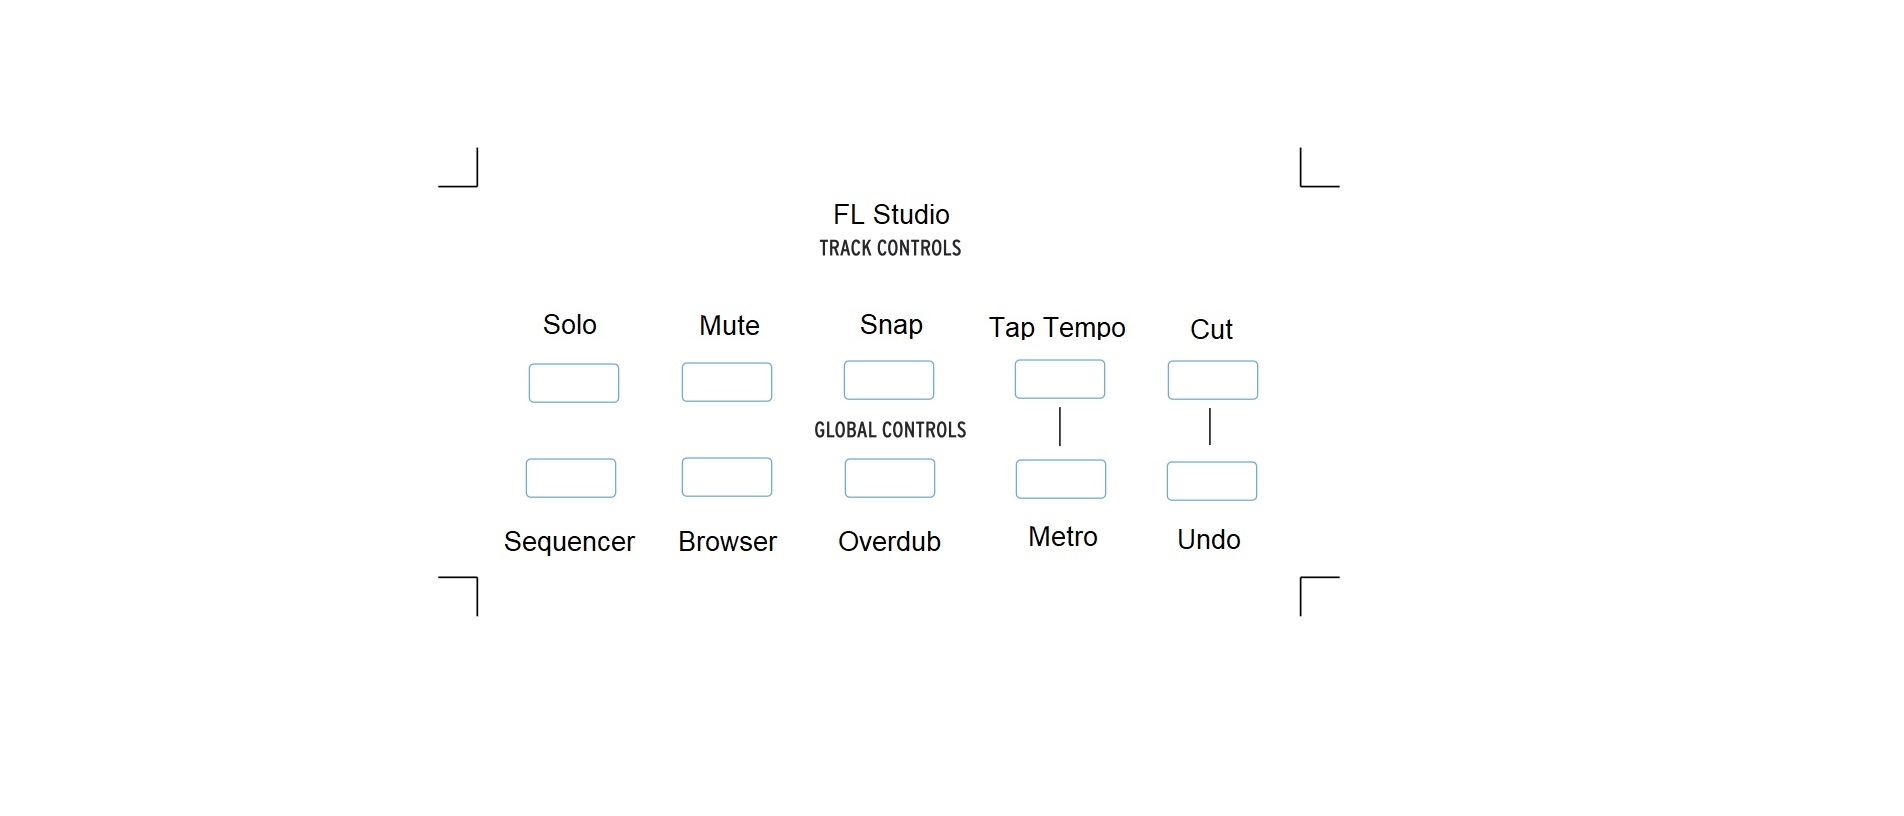 FL Studio
TRACK CONTROLS
Solo Mute Snap Tap Tempo Cut
GLOBAL CONTROLS
Sequencer Browser Overdub Metro Undo